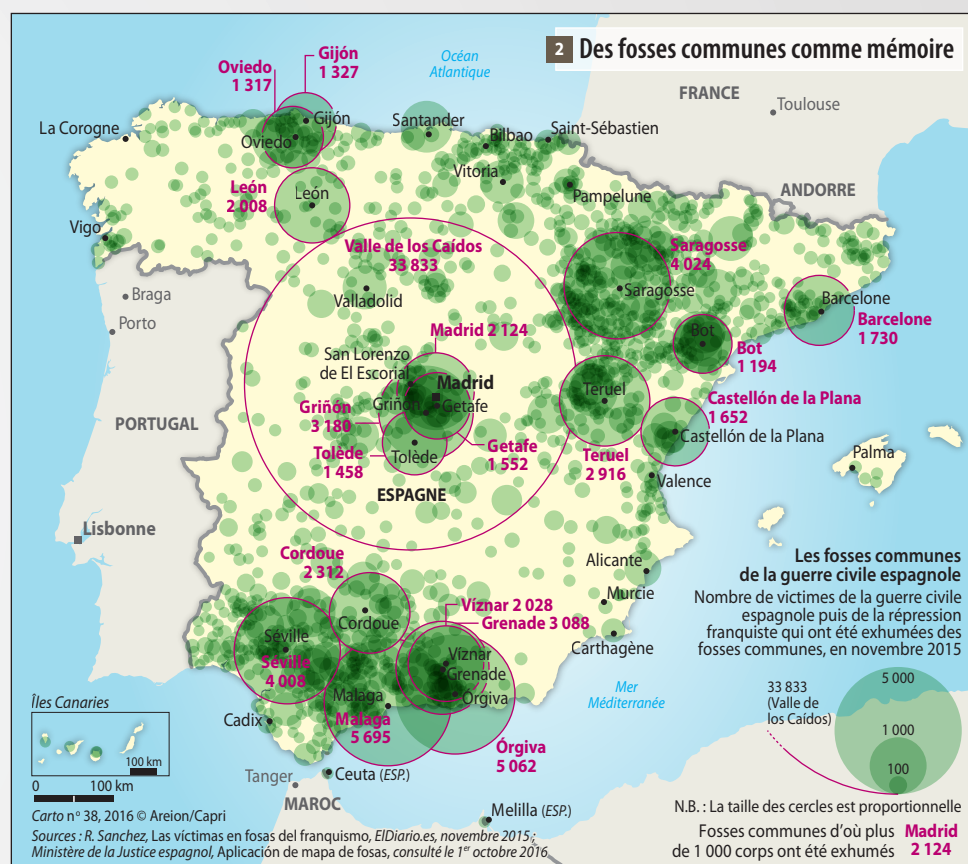 2 Des fosses communes comme mémoire
Océan
Atlantique
FRANCE
Toulouse
ANDORRE
Gijón
1 327
Oviedo
1 317
La Corogne
Gijón
Oviedo
Santander
Bilbao
Saint-Sébastien
Vitoria
Pampelune
León
2 008
León
Vigo
Valle de los Caídos
33 833
Valladolid
Saragosse
4 024
Saragosse
Barcelone
Barcelone
1 730
Bot
Bot
1 194
Braga
Porto
PORTUGAL
Lisbonne
Madrid 2 124
San Lorenzo
de El Escorial
Madrid
Griñón
Getafe
Griñón
3 180
Tolède
Tolède
1 458
Getafe
1 552
ESPAGNE
Teruel
Teruel
2 916
Castellón de la Plana
1 652
Castellón de la Plana
Valence
Palma
Alicante
Murcie
Carthagène
Cordoue
2 312
Cordoue
Víznar 2 028
Grenade 3 088
Víznar
Grenade
Órgiva
Séville
Séville
4 008
Malaga
Malaga
5 695
Órgiva
5 062
Cadix
Mer
Méditerranée
Tanger
Ceuta (ESP.)
MAROC
Melilla (ESP.)
Îles Canaries
100 km
0 100 km
Les fosses communes
de la guerre civile espagnole
Nombre de victimes de la guerre civile
espagnole puis de la répression
franquiste qui ont été exhumées des
fosses communes, en novembre 2015
33 833
(Valle de
los Caídos)
5 000
1 000
100
N.B. : La taille des cercles est proportionnelle
Fosses communes d'où plus
de 1 000 corps ont été exhumés
Madrid
2 124
Carto n° 38, 2016 © Areion/Capri
Sources : R. Sanchez, Las víctimas en fosas del franquismo, ElDiario.es, novembre 2015 ;
Ministère de la Justice espagnol, Aplicación de mapa de fosas, consulté le 1er octobre 2016